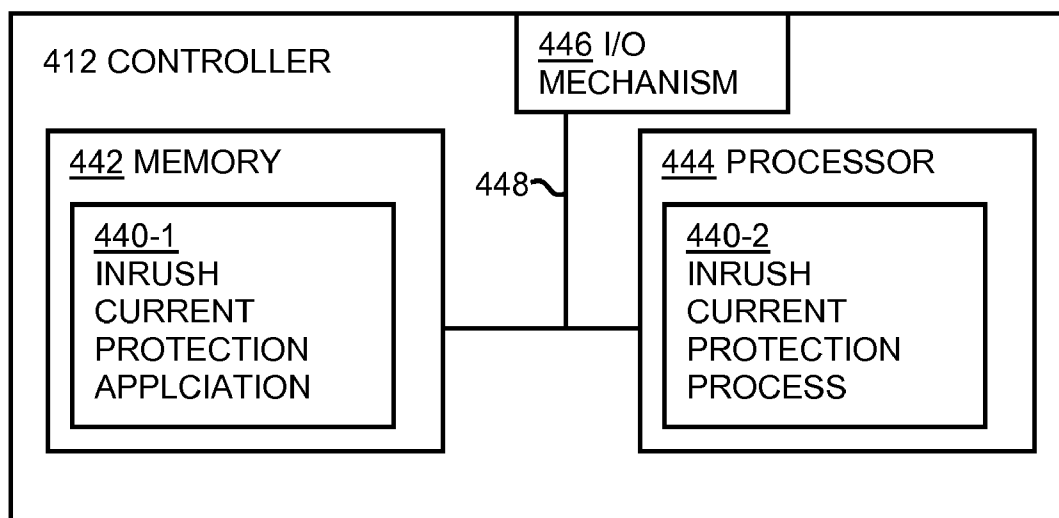 412 CONTROLLER
446 I/O
MECHANISM
442 MEMORY
440-1
INRUSH
CURRENT
PROTECTION
APPLCIATION
448
444 PROCESSOR
440-2
INRUSH
CURRENT
PROTECTION
PROCESS